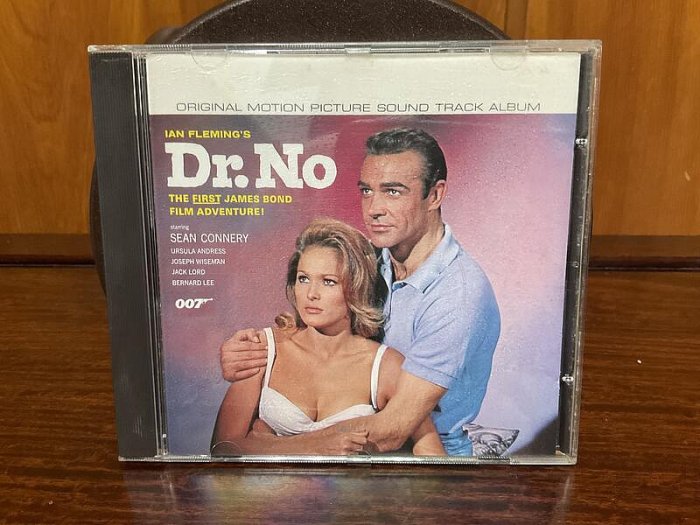 ORIGINAL MOTION PICTURE SOUND TRACK ALBUM
IAN FLEMING'S
Dr. No
THE FIRST JAMES BOND
FILM ADVENTURE!
starring
SEAN CONNERY
URSULA ANDRESS
JOSEPH WISEMAN
JACK LORD
BERNARD LEE
007